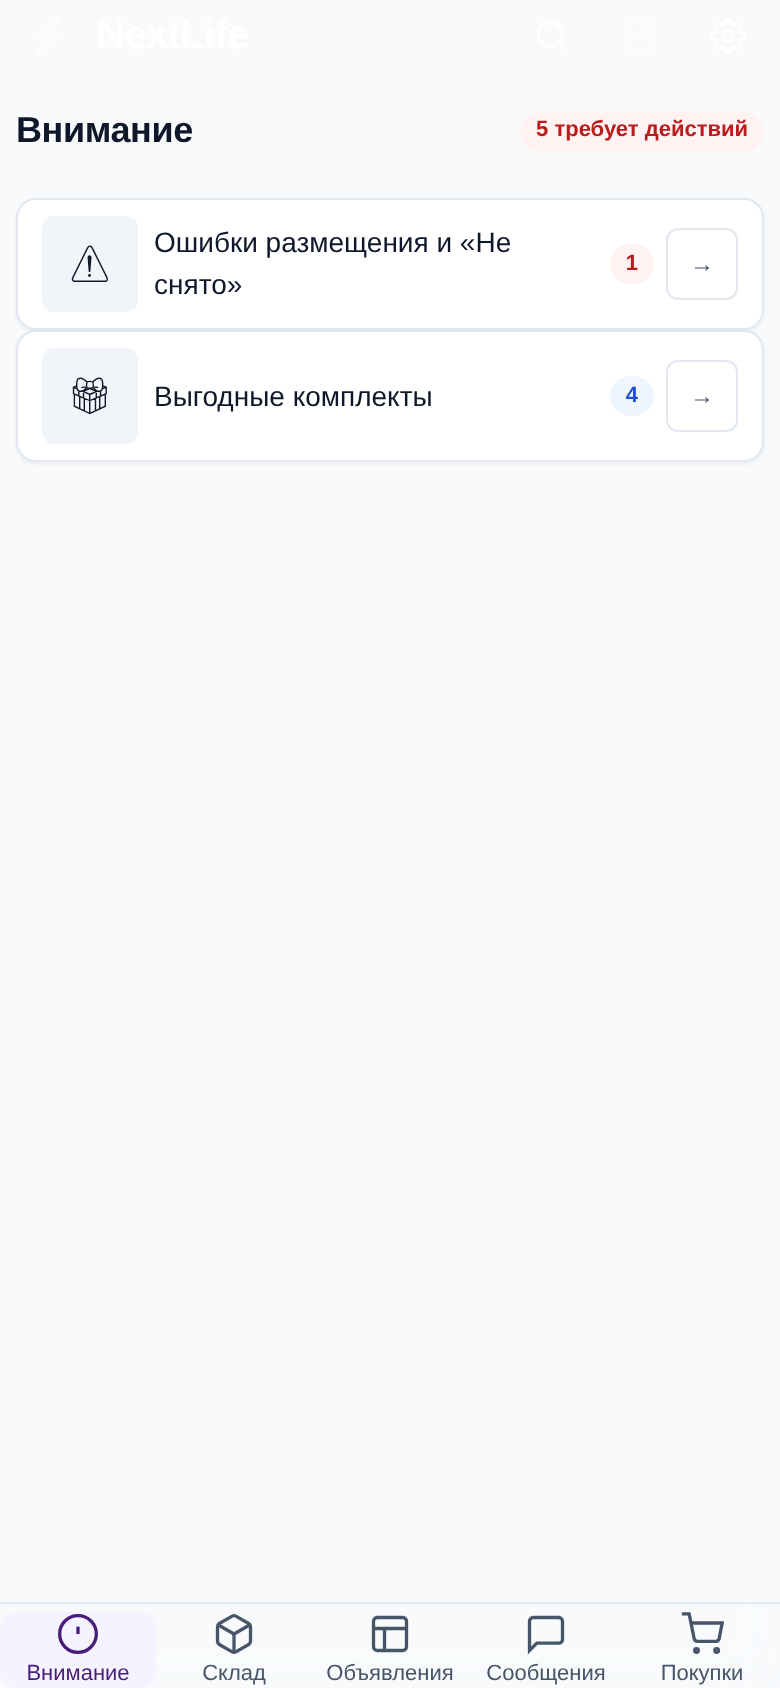 NextLife
Внимание
5 требует действий
Ошибки размещения и «Не
снято»
1
→
Выгодные комплекты
4
→
Внимание
Склад
Объявления
Сообщения
Покупки